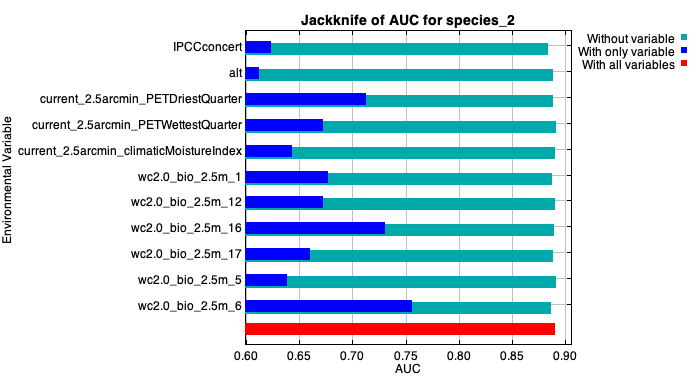 Jackknife of AUC for species_2
Without variable
With only variable
With all variables
Environmental Variable
IPCCconcert
alt
current_2.5arcmin_PETDriestQuarter
current_2.5arcmin_PETWettestQuarter
current_2.5arcmin_climaticMoistureIndex
wc2.0_bio_2.5m_1
wc2.0_bio_2.5m_12
wc2.0_bio_2.5m_16
wc2.0_bio_2.5m_17
wc2.0_bio_2.5m_5
wc2.0_bio_2.5m_6
0.60 0.65 0.70 0.75 0.80 0.85 0.90
AUC